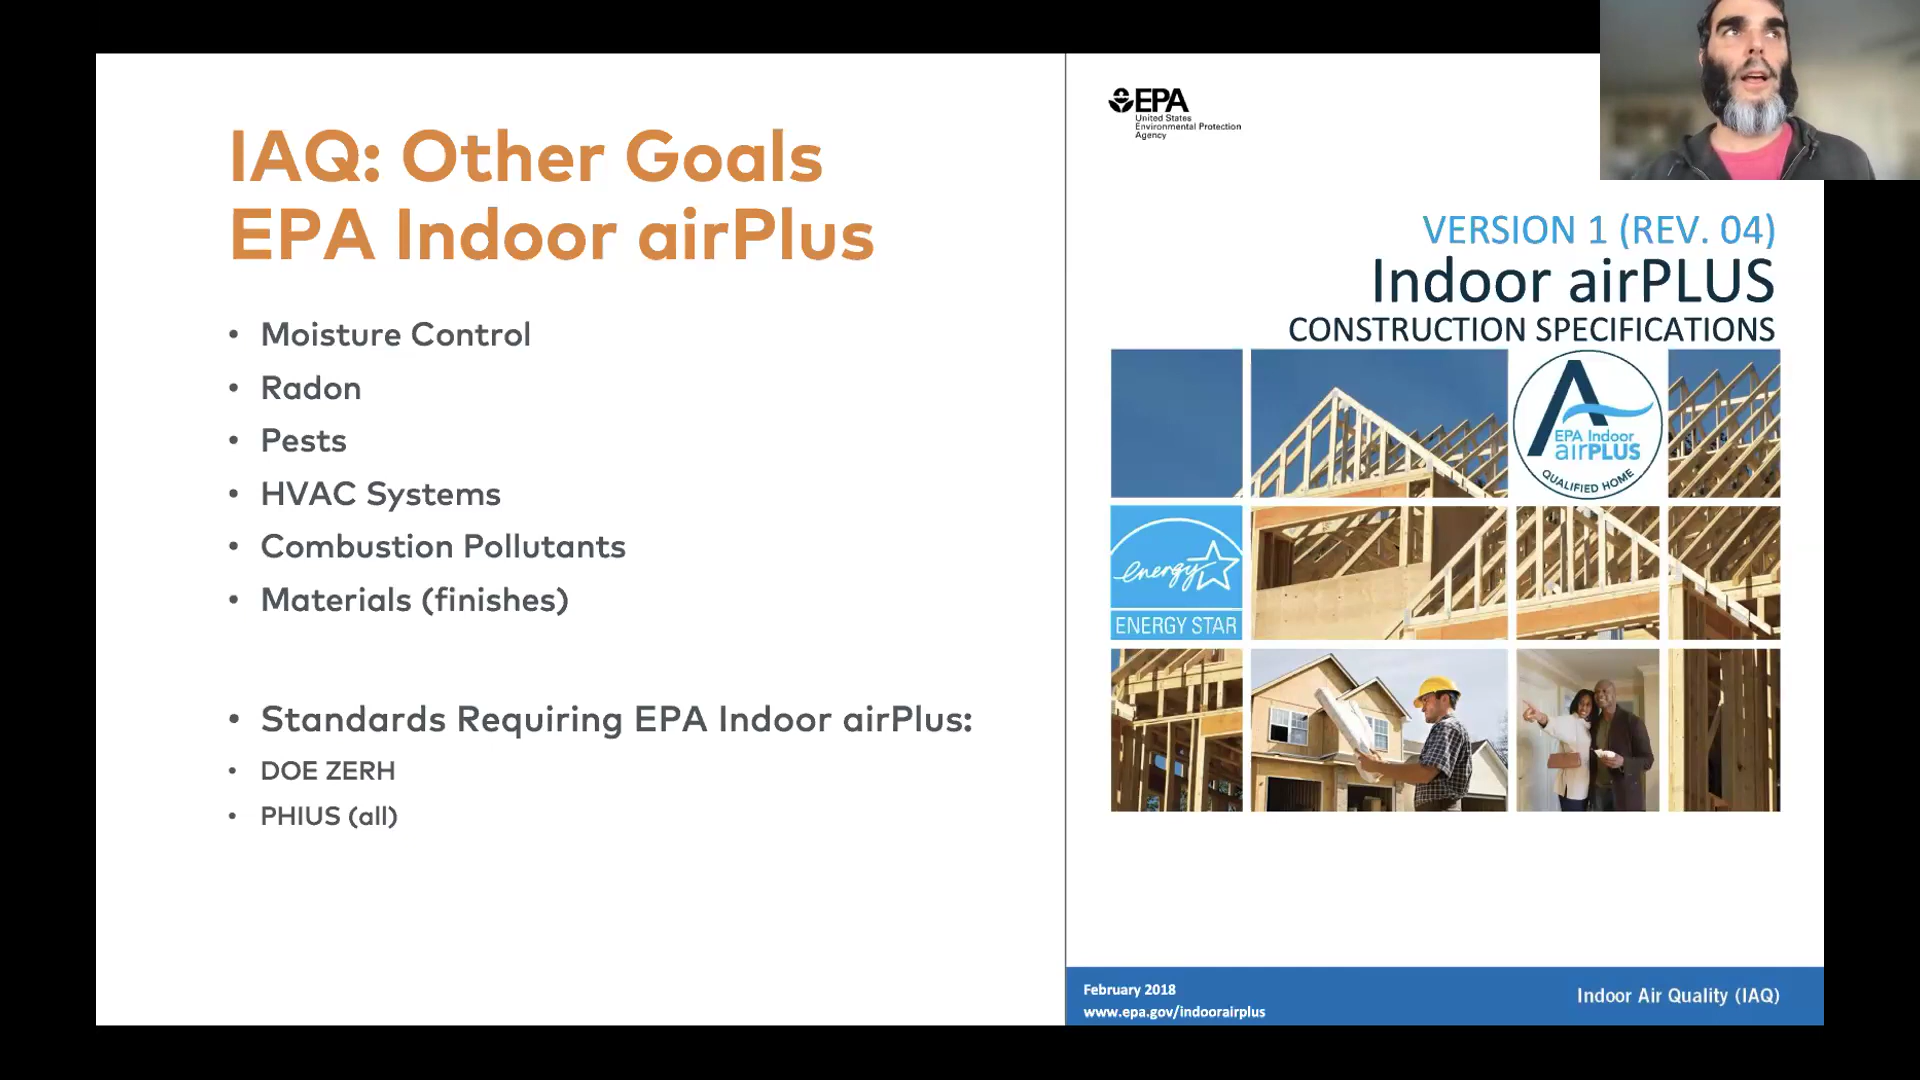 IAQ: Other Goals
EPA Indoor airPlus
• Moisture Control
• Radon
• Pests
• HVAC Systems
• Combustion Pollutants
• Materials (finishes)
• Standards Requiring EPA Indoor airPlus:
• DOE ZERH
• PHIUS (all)
EPA
United States
Environmental Protection
Agency
VERSION 1 (REV. 04)
Indoor airPLUS
CONSTRUCTION SPECIFICATIONS
EPA Indoor
airPLUS
QUALIFIED HOME
energy
ENERGY STAR
February 2018
www.epa.gov/indoorairplus
Indoor Air Quality (IAQ)